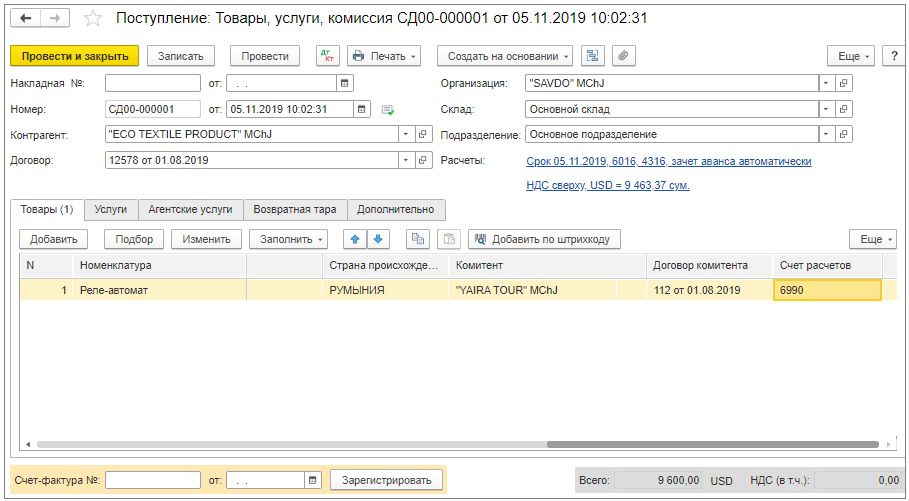 Поступление: Товары, услуги, комиссия СД00-000001 от 05.11.2019 10:02:31
Провести и закрыть Записать Провести Дт Кт Печать Создать на основании Еще ?
Накладная №: от: . . Организация: "SAVDO" MChJ
Номер: СД00-000001 от: 05.11.2019 10:02:31 Склад: Основной склад
Контрагент: "ECO TEXTILE PRODUCT" MChJ Подразделение: Основное подразделение
Договор: 12578 от 01.08.2019 Расчеты: Срок 05.11.2019, 6016, 4316, зачет аванса автоматически
НДС сверху, USD = 9 463,37 сум.
Товары (1) Услуги Агентские услуги Возвратная тара Дополнительно
Добавить Подбор Изменить Заполнить Добавить по штрихкоду Еще
N Номенклатура Страна происхожде... Комитент Договор комитента Счет расчетов
1 Реле-автомат РУМЫНИЯ "YAIRA TOUR" MChJ 112 от 01.08.2019 6990
Счет-фактура №: от: . . Зарегистрировать Всего: 9 600,00 USD НДС (в т.ч.): 0,00